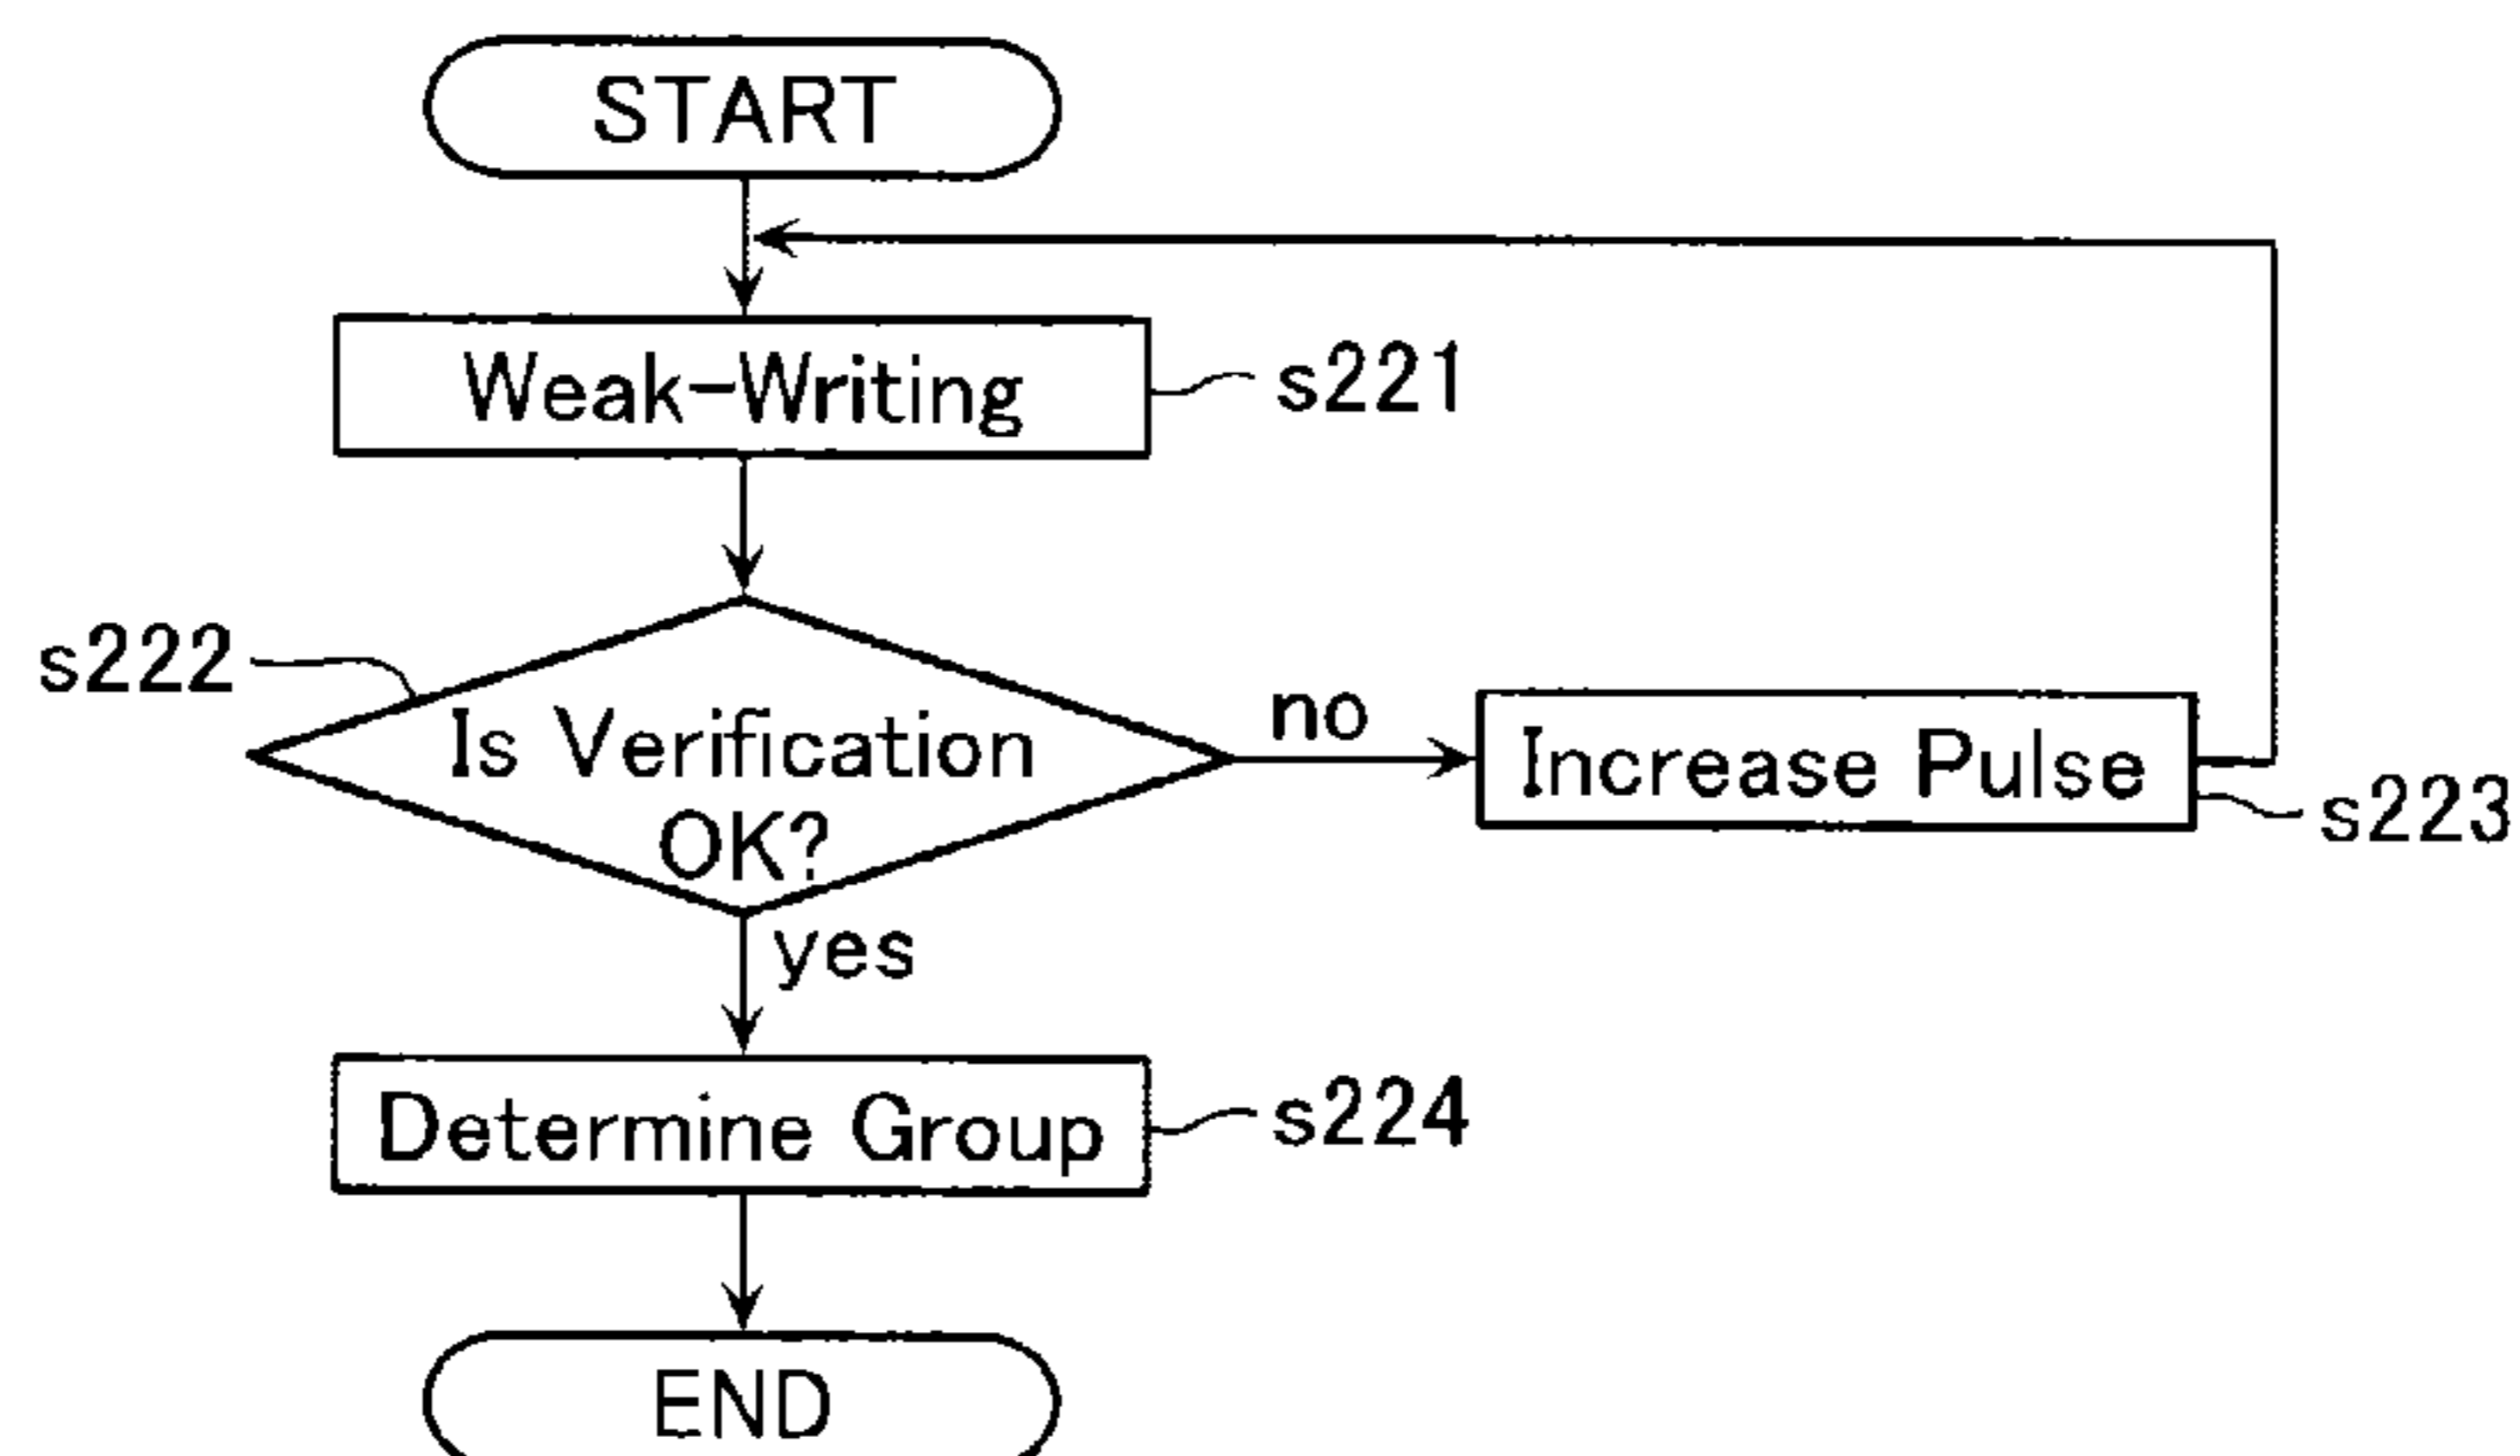 START
Weak-Writing
s221
s222
Is Verification
OK?
no
Increase Pulse
s223
yes
Determine Group
s224
END